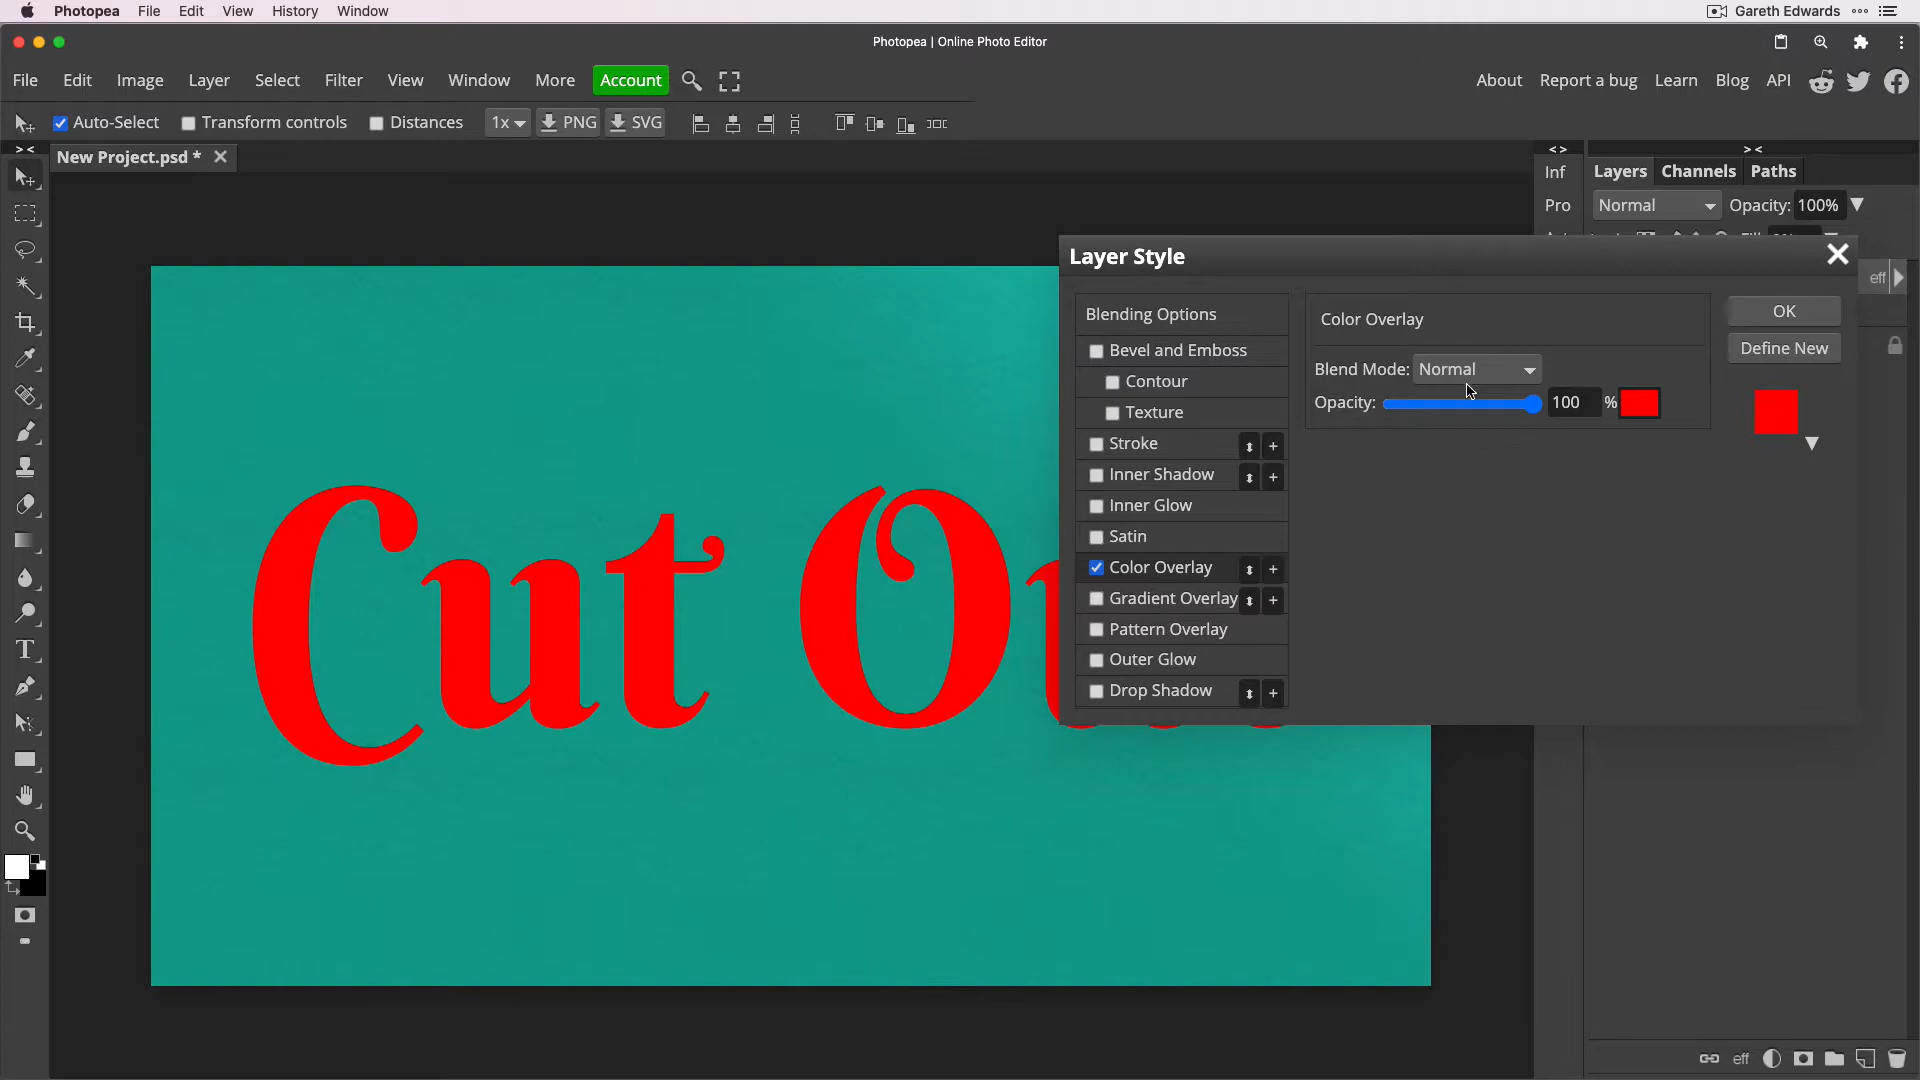 Photopea File Edit View History Window Gareth Edwards
Photopea | Online Photo Editor
File Edit Image Layer Select Filter View Window More Account About Report a bug Learn Blog API
Auto-Select Transform controls Distances 1x PNG SVG
New Project.psd *
Inf
Pro
Layers Channels Paths
Normal Opacity: 100%
Layer Style
eff
Blending Options
Bevel and Emboss
Contour
Texture
Stroke
Inner Shadow
Inner Glow
Satin
Color Overlay
Gradient Overlay
Pattern Overlay
Outer Glow
Drop Shadow
Color Overlay
Blend Mode: Normal
Opacity: 100 %
OK
Define New
Cut O
eff